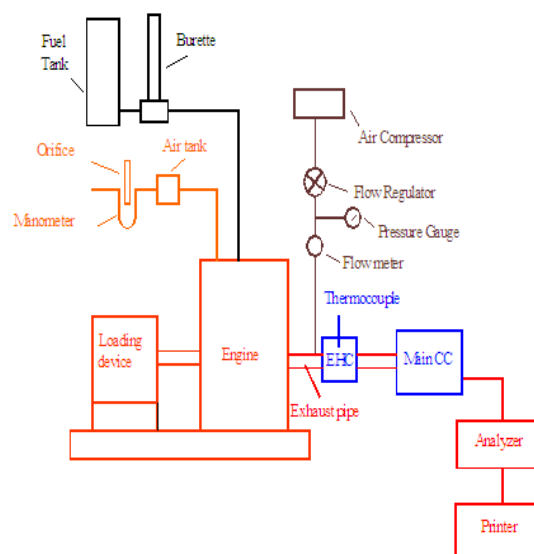 Fuel
Tank
Burette
Air Compressor
Orifice
Air tank
Flow Regulator
Manometer
Pressure Gauge
Flow meter
Thermocouple
Loading
device
Engine
EHC
Main CC
Exhaust pipe
Analyzer
Printer